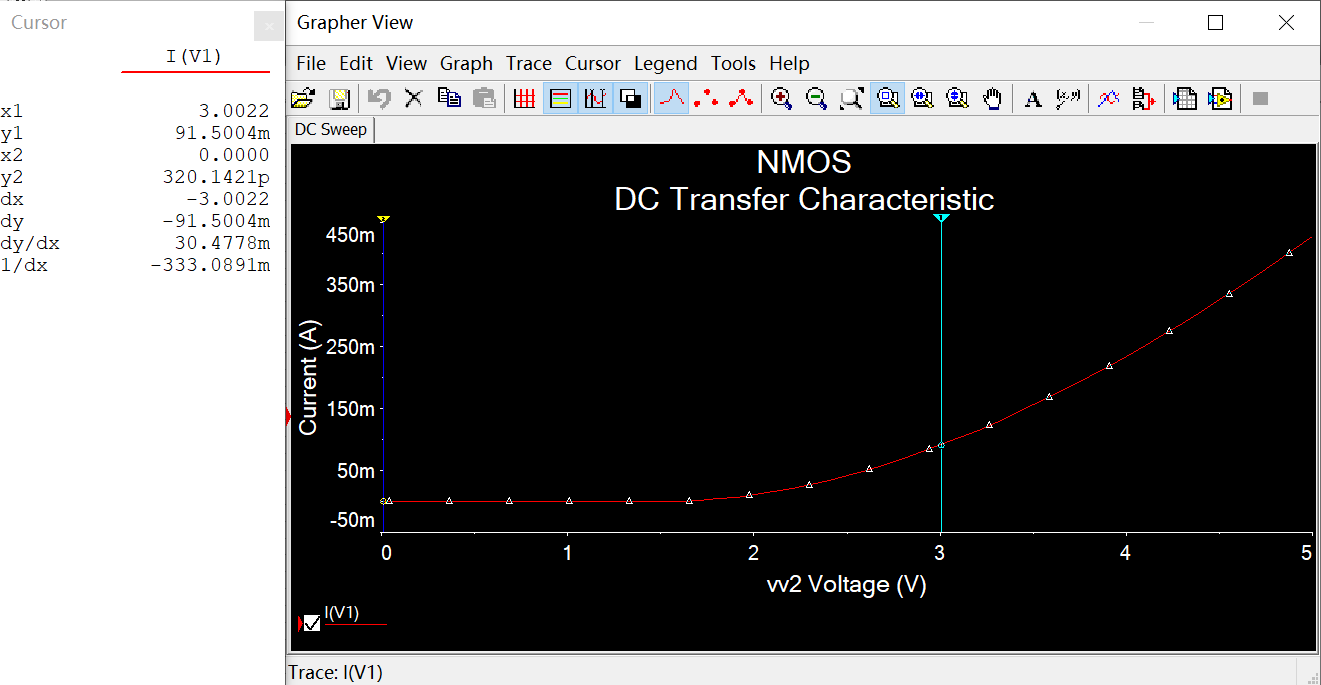 Cursor
I(V1)
x1 3.0022
y1 91.5004m
x2 0.0000
y2 320.1421p
dx -3.0022
dy -91.5004m
dy/dx 30.4778m
1/dx -333.0891m
Grapher View
File Edit View Graph Trace Cursor Legend Tools Help
DC Sweep
NMOS
DC Transfer Characteristic
450m
350m
250m
150m
50m
-50m
Current (A)
0 1 2 3 4 5
vv2 Voltage (V)
I(V1)
Trace: I(V1)